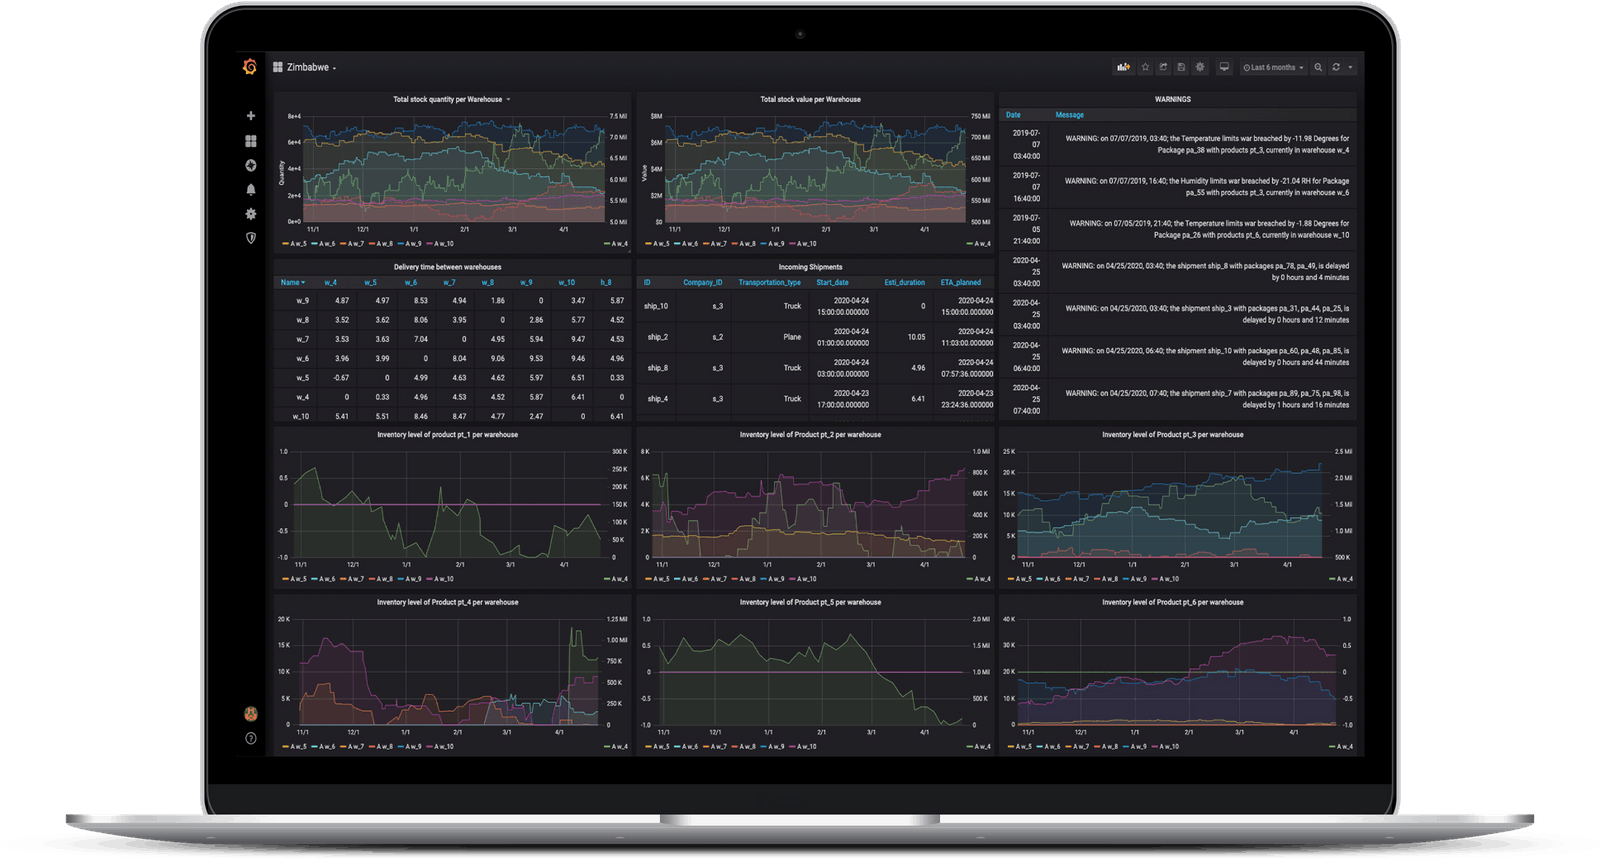 Zimbabwe
Last 6 months
Total stock quantity per Warehouse
8e+4
6e+4
4e+4
2e+4
0e+0
Quantity
7.5 Mil
7.0 Mil
6.5 Mil
6.0 Mil
5.5 Mil
5.0 Mil
11/1 12/1 1/1 2/1 3/1 4/1
A w_5 A w_6 A w_7 A w_8 A w_9 A w_10 A w_4
Total stock value per Warehouse
$8M
$6M
$4M
$2M
$0
Value
750 Mil
700 Mil
650 Mil
600 Mil
550 Mil
500 Mil
11/1 12/1 1/1 2/1 3/1 4/1
A w_5 A w_6 A w_7 A w_8 A w_9 A w_10 A w_4
WARNINGS
Date Message
2019-07-
07
03:40:00
WARNING: on 07/07/2019, 03:40; the Temperature limits war breached by -11.98 Degrees for
Package pa_38 with products pt_3, currently in warehouse w_4
2019-07-
07
16:40:00
WARNING: on 07/07/2019, 16:40; the Humidity limits was breached by -21.04 RH for Package
pa_55 with products pt_3, currently in warehouse w_6
2019-07-
05
21:40:00
WARNING: on 07/05/2019, 21:40; the Temperature limits war breached by -1.88 Degrees for
Package pa_26 with products pt_6, currently in warehouse w_10
2020-04-
25
03:40:00
WARNING: on 04/25/2020, 03:40; the shipment ship_8 with packages pa_78, pa_49, is delayed
by 0 hours and 4 minutes
2020-04-
25
03:40:00
WARNING: on 04/25/2020, 03:40; the shipment ship_3 with packages pa_31, pa_44, pa_25, is
delayed by 0 hours and 12 minutes
2020-04-
25
06:40:00
WARNING: on 04/25/2020, 06:40; the shipment ship_10 with packages pa_60, pa_48, pa_85, is
delayed by 0 hours and 44 minutes
2020-04-
25
07:40:00
WARNING: on 04/25/2020, 07:40; the shipment ship_7 with packages pa_89, pa_75, pa_98, is
delayed by 1 hours and 16 minutes
Delivery time between warehouses
Name w_4 w_5 w_6 w_7 w_8 w_9 w_10 h_8
w_9 4.87 4.97 8.53 4.94 1.86 0 3.47 5.87
w_8 3.52 3.62 8.06 3.95 0 2.86 5.77 4.52
w_7 3.53 3.63 7.04 0 4.95 5.94 9.47 4.53
w_6 3.96 3.99 0 8.04 9.06 9.53 9.46 4.96
w_5 -0.67 0 4.99 4.63 4.62 5.97 6.51 0.33
w_4 0 0.33 4.96 4.53 4.52 5.87 6.41 0
w_10 5.41 5.51 8.46 8.47 4.77 2.47 0 6.41
Incoming Shipments
ID Company_ID Transportation_type Start_date Esti_duration ETA_planned
ship_10 s_3 Truck 2020-04-24 15:00:00.000000 0 2020-04-24 15:00:00.000000
ship_2 s_2 Plane 2020-04-24 01:00:00.000000 10.05 2020-04-24 11:03:00.000000
ship_8 s_3 Truck 2020-04-24 03:00:00.000000 4.96 2020-04-24 07:57:36.000000
ship_4 s_3 Truck 2020-04-23 17:00:00.000000 6.41 2020-04-23 23:24:36.000000
Inventory level of product pt_1 per warehouse
1.0
0.5
0
-0.5
-1.0
300 K
250 K
200 K
150 K
100 K
50 K
0
11/1 12/1 1/1 2/1 3/1 4/1
A w_5 A w_6 A w_7 A w_8 A w_9 A w_10 A w_4
Inventory level of Product pt_2 per warehouse
8 K
6 K
4 K
2 K
0
1.0 Mil
800 K
600 K
400 K
200 K
0
11/1 12/1 1/1 2/1 3/1 4/1
A w_5 A w_6 A w_7 A w_8 A w_9 A w_10 A w_4
Inventory level of Product pt_3 per warehouse
25 K
20 K
15 K
10 K
5 K
0
2.5 Mil
2.0 Mil
1.5 Mil
1.0 Mil
500 K
11/1 12/1 1/1 2/1 3/1 4/1
A w_5 A w_6 A w_7 A w_8 A w_9 A w_10 A w_4
Inventory level of Product pt_4 per warehouse
20 K
15 K
10 K
5 K
0
1.25 Mil
1.00 Mil
750 K
500 K
250 K
0
11/1 12/1 1/1 2/1 3/1 4/1
A w_5 A w_6 A w_7 A w_8 A w_9 A w_10 A w_4
Inventory level of Product pt_5 per warehouse
1.0
0.5
0
-0.5
-1.0
2.0 Mil
1.5 Mil
1.0 Mil
500 K
0
11/1 12/1 1/1 2/1 3/1 4/1
A w_5 A w_6 A w_7 A w_8 A w_9 A w_10 A w_4
Inventory level of Product pt_6 per warehouse
40 K
30 K
20 K
10 K
0
1.0
0.5
0
-0.5
-1.0
11/1 12/1 1/1 2/1 3/1 4/1
A w_5 A w_6 A w_7 A w_8 A w_9 A w_10 A w_4